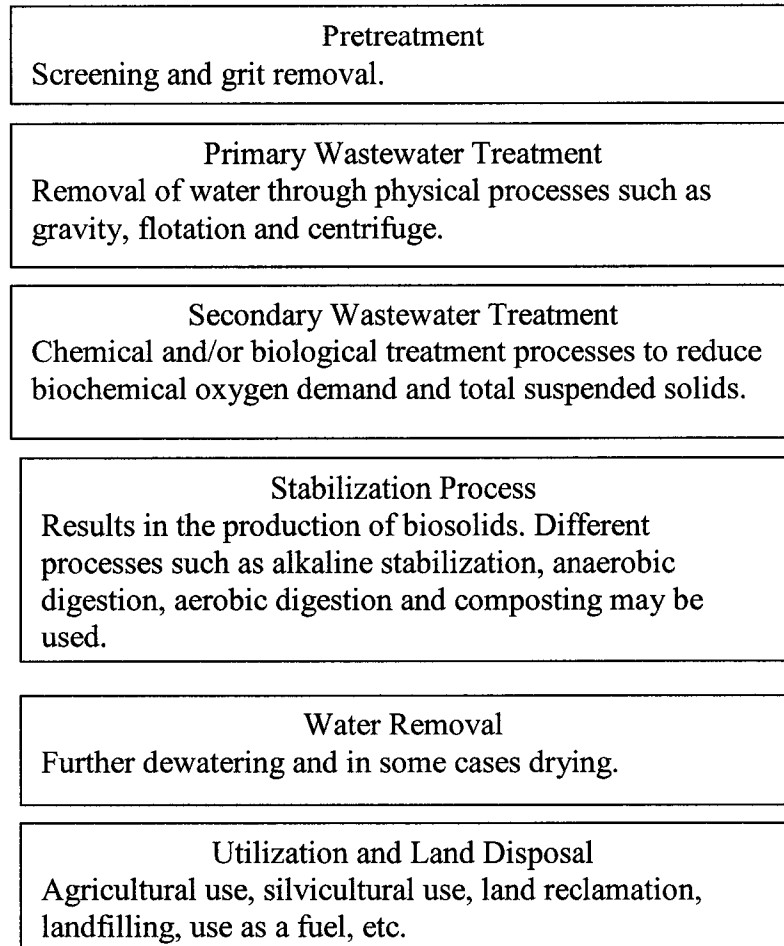 Pretreatment
Screening and grit removal.
Primary Wastewater Treatment
Removal of water through physical processes such as
gravity, flotation and centrifuge.
Secondary Wastewater Treatment
Chemical and/or biological treatment processes to reduce
biochemical oxygen demand and total suspended solids.
Stabilization Process
Results in the production of biosolids. Different
processes such as alkaline stabilization, anaerobic
digestion, aerobic digestion and composting may be
used.
Water Removal
Further dewatering and in some cases drying.
Utilization and Land Disposal
Agricultural use, silvicultural use, land reclamation,
landfilling, use as a fuel, etc.